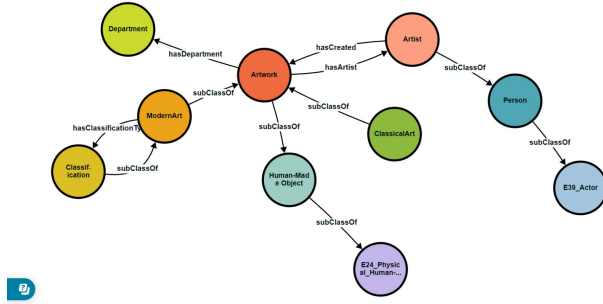 Department
Artist
hasCreated
hasDepartment
hasArtist
Artwork
subClassOf
subClassOf
Person
subClassOf
ModernArt
hasClassificationTy
subClassOf
ClassicalArt
subClassOf
subClassOf
Classif-
ication
subClassOf
Human-Mad
e Object
E39_Actor
subClassOf
E24_Physic
al_Human-...